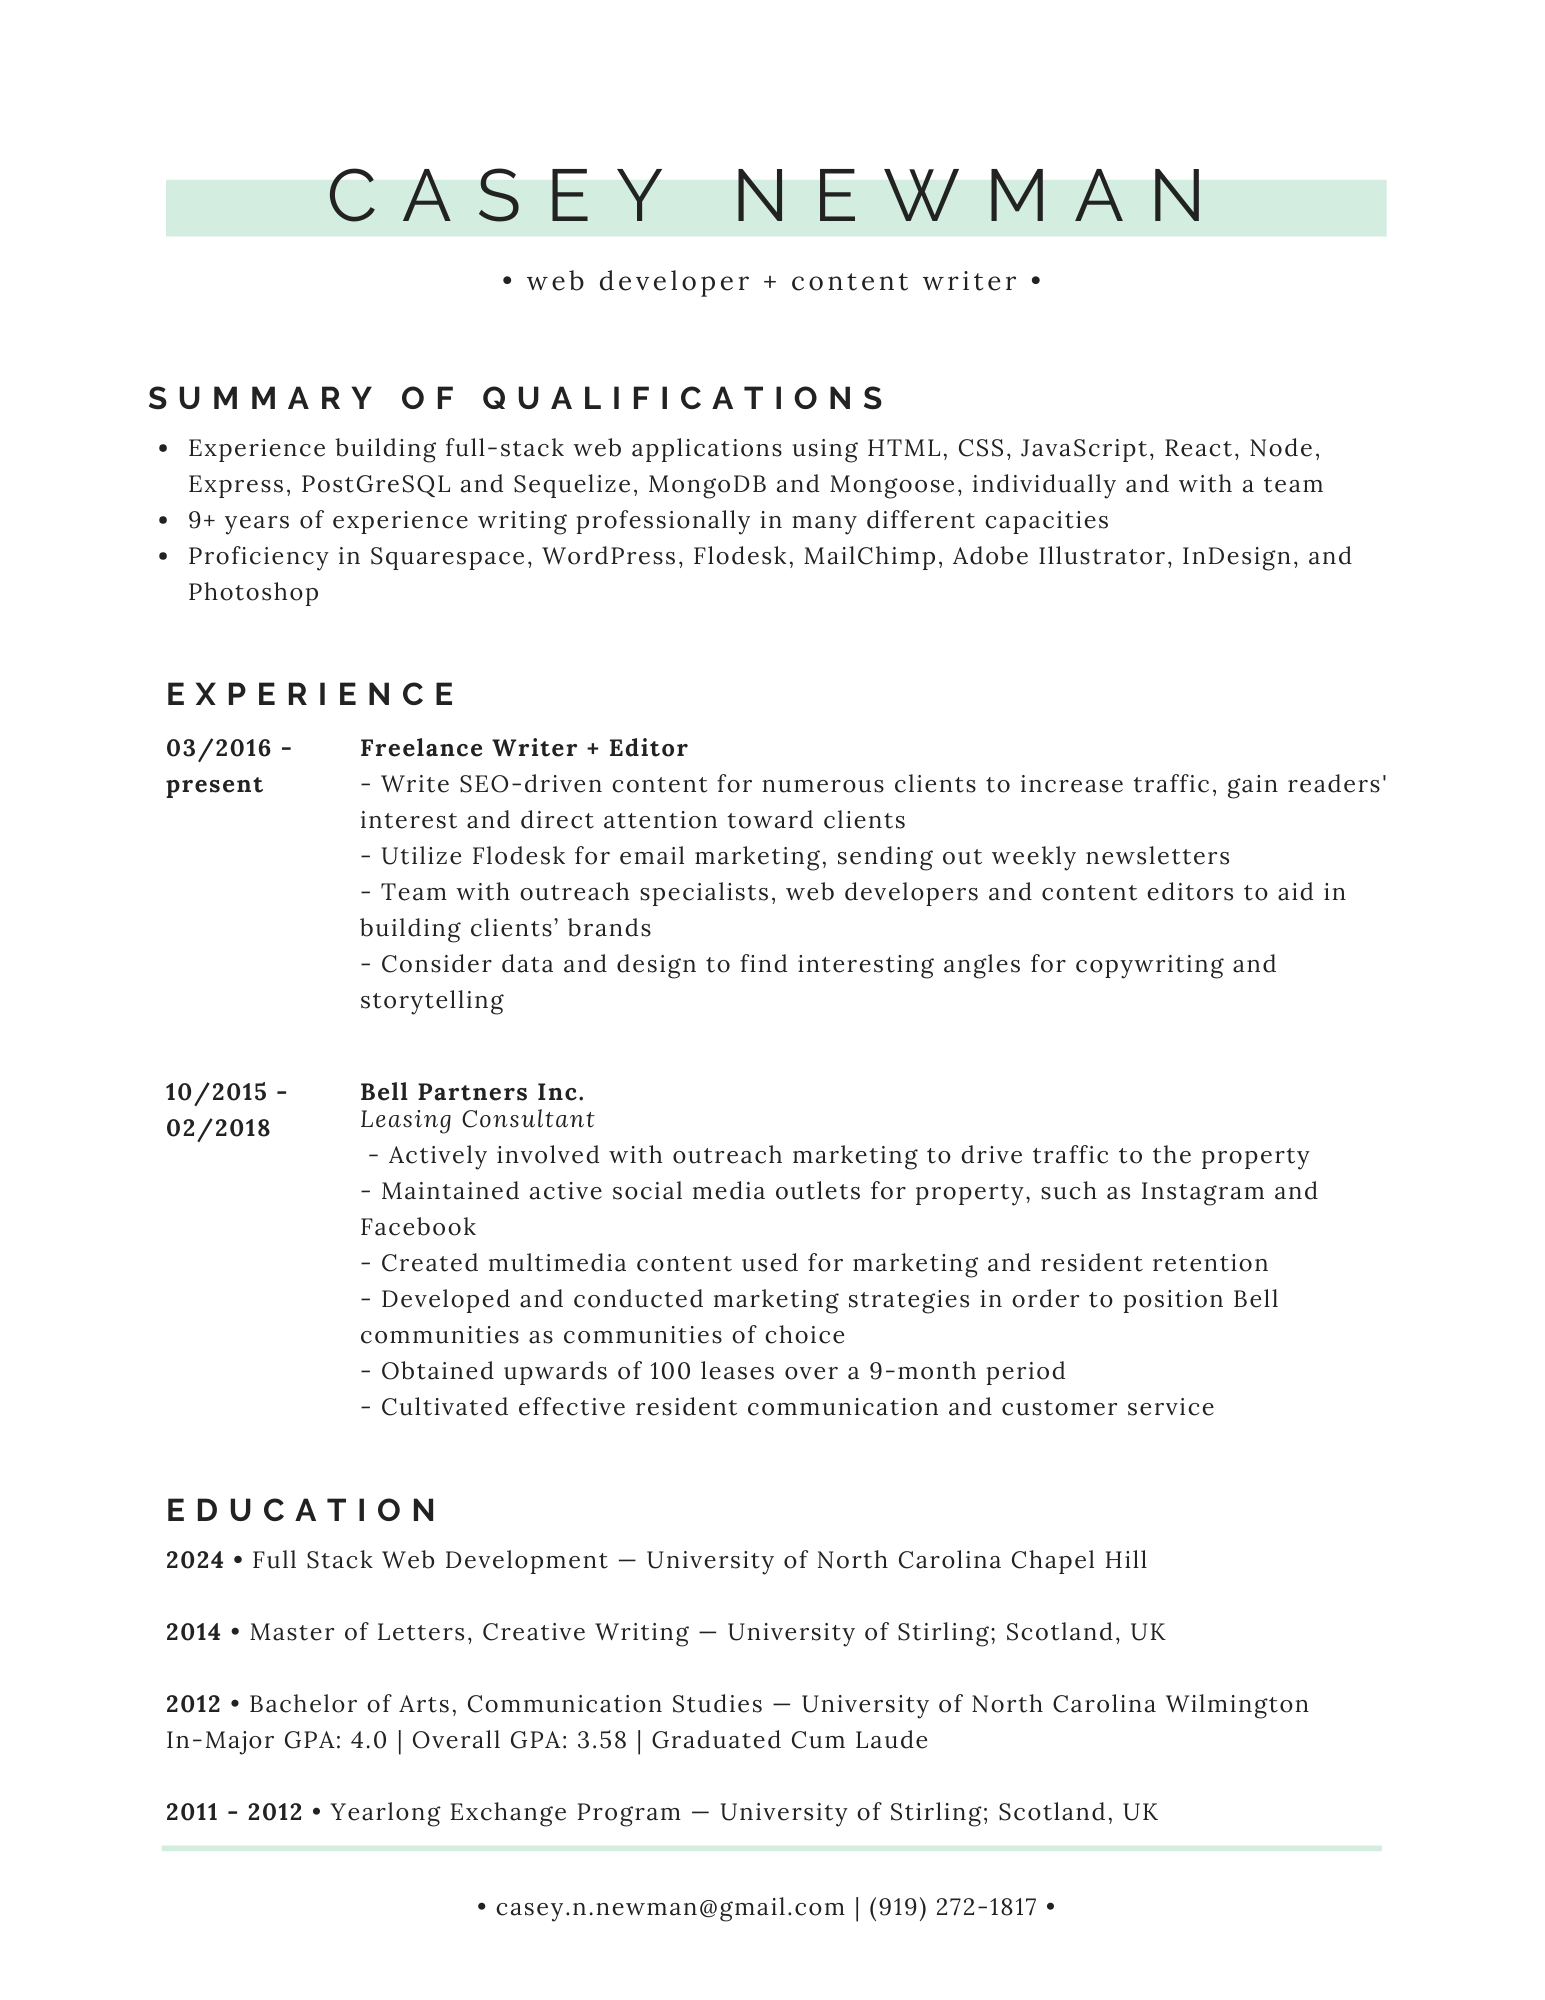 CASEY NEWMAN
• web developer + content writer •
SUMMARY OF QUALIFICATIONS
• Experience building full-stack web applications using HTML, CSS, JavaScript, React, Node,
Express, PostGreSQL and Sequelize, MongoDB and Mongoose, individually and with a team
• 9+ years of experience writing professionally in many different capacities
• Proficiency in Squarespace, WordPress, Flodesk, MailChimp, Adobe Illustrator, InDesign, and
Photoshop
EXPERIENCE
03/2016 -
present
Freelance Writer + Editor
- Write SEO-driven content for numerous clients to increase traffic, gain readers'
interest and direct attention toward clients
- Utilize Flodesk for email marketing, sending out weekly newsletters
- Team with outreach specialists, web developers and content editors to aid in
building clients’ brands
- Consider data and design to find interesting angles for copywriting and
storytelling
10/2015 -
02/2018
Bell Partners Inc.
Leasing Consultant
- Actively involved with outreach marketing to drive traffic to the property
- Maintained active social media outlets for property, such as Instagram and
Facebook
- Created multimedia content used for marketing and resident retention
- Developed and conducted marketing strategies in order to position Bell
communities as communities of choice
- Obtained upwards of 100 leases over a 9-month period
- Cultivated effective resident communication and customer service
EDUCATION
2024 • Full Stack Web Development — University of North Carolina Chapel Hill
2014 • Master of Letters, Creative Writing — University of Stirling; Scotland, UK
2012 • Bachelor of Arts, Communication Studies — University of North Carolina Wilmington
In-Major GPA: 4.0 | Overall GPA: 3.58 | Graduated Cum Laude
2011 - 2012 • Yearlong Exchange Program — University of Stirling; Scotland, UK
• casey.n.newman@gmail.com | (919) 272-1817 •